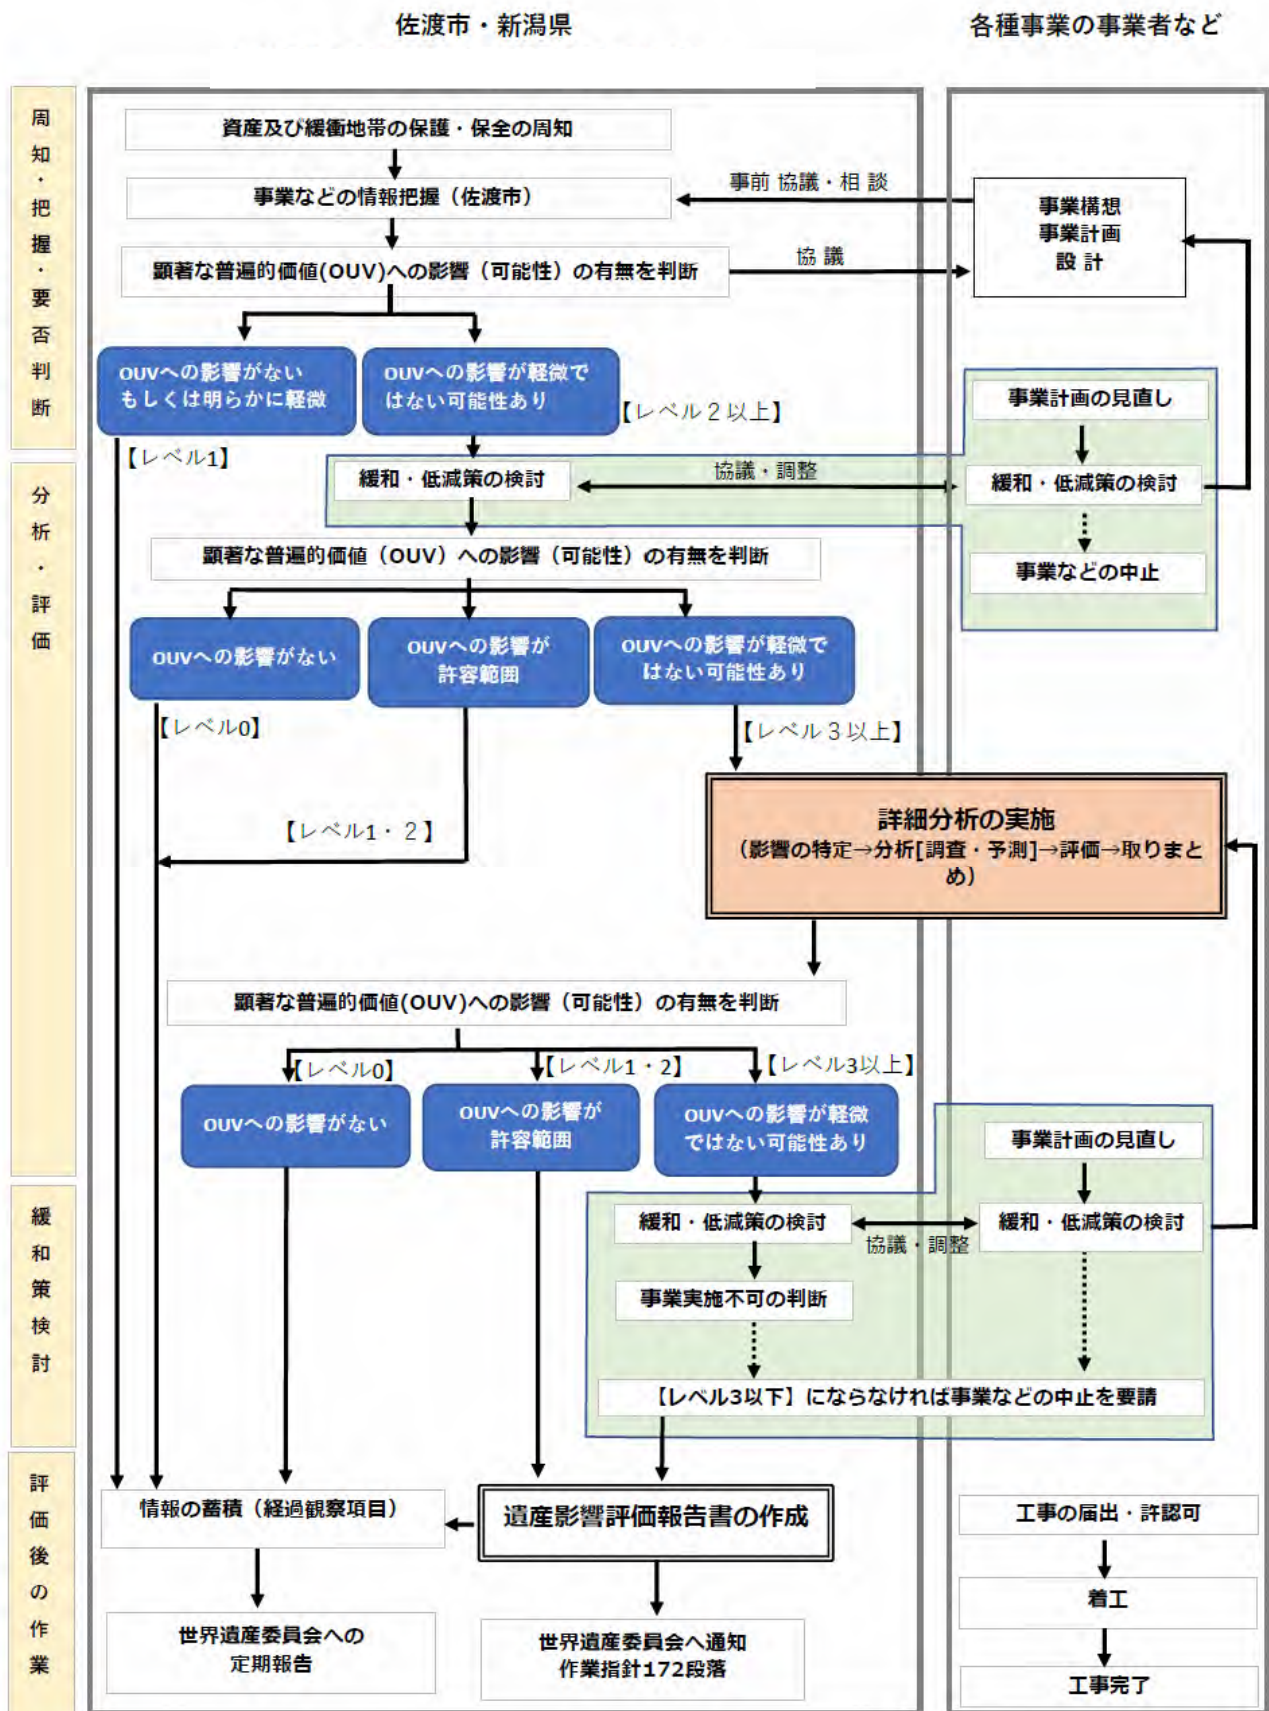 佐渡市・新潟県
各種事業の事業者など
周知・把握・要否判断
資産及び緩衝地帯の保護・保全の周知
事業などの情報把握（佐渡市）
事前 協議・相談
事業構想
事業計画
設 計
顕著な普遍的価値(OUV)への影響（可能性）の有無を判断
協 議
OUVへの影響がない
もしくは明らかに軽微
OUVへの影響が軽微で
はない可能性あり
【レベル２以上】
【レベル1】
事業計画の見直し
分析・評価
緩和・低減策の検討
協議・調整
緩和・低減策の検討
事業などの中止
顕著な普遍的価値（OUV）への影響（可能性）の有無を判断
OUVへの影響がない
OUVへの影響が
許容範囲
OUVへの影響が軽微で
はない可能性あり
【レベル0】
【レベル３以上】
【レベル1・２】
詳細分析の実施
（影響の特定→分析[調査・予測]→評価→取りまと
め）
顕著な普遍的価値(OUV)への影響（可能性）の有無を判断
【レベル0】
【レベル1・2】
【レベル3以上】
OUVへの影響がない
OUVへの影響が
許容範囲
OUVへの影響が軽微
ではない可能性あり
事業計画の見直し
緩和策検討
緩和・低減策の検討
協議・調整
緩和・低減策の検討
事業実施不可の判断
【レベル3以下】にならなければ事業などの中止を要請
評価後の作業
情報の蓄積（経過観察項目）
遺産影響評価報告書の作成
工事の届出・許認可
着工
工事完了
世界遺産委員会への
定期報告
世界遺産委員会へ通知
作業指針172段落